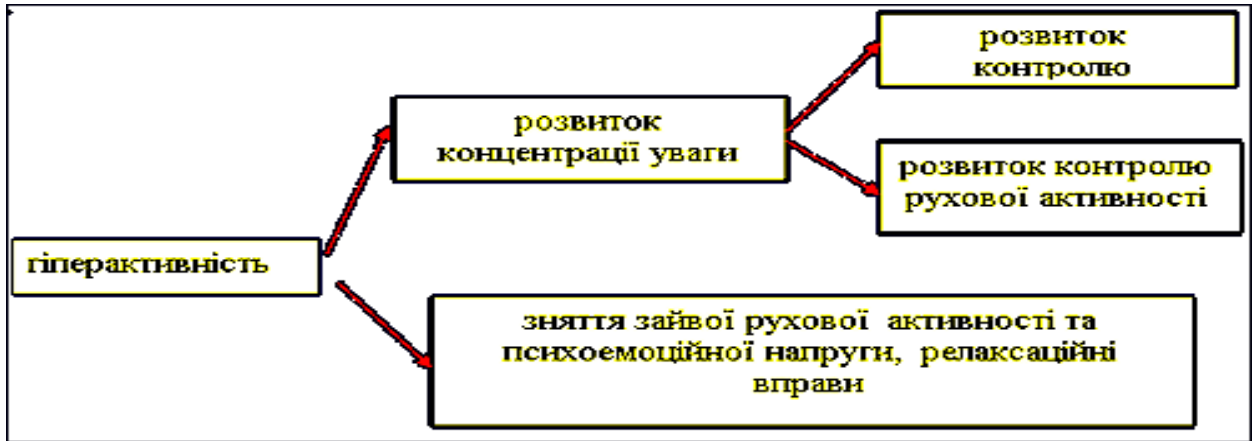 розвиток
контролю
розвиток
концентрації уваги
розвиток контролю
рухової активності
гіперактивність
зняття зайвої рухової активності та
психоемоційної напруги, релаксаційні
вправи